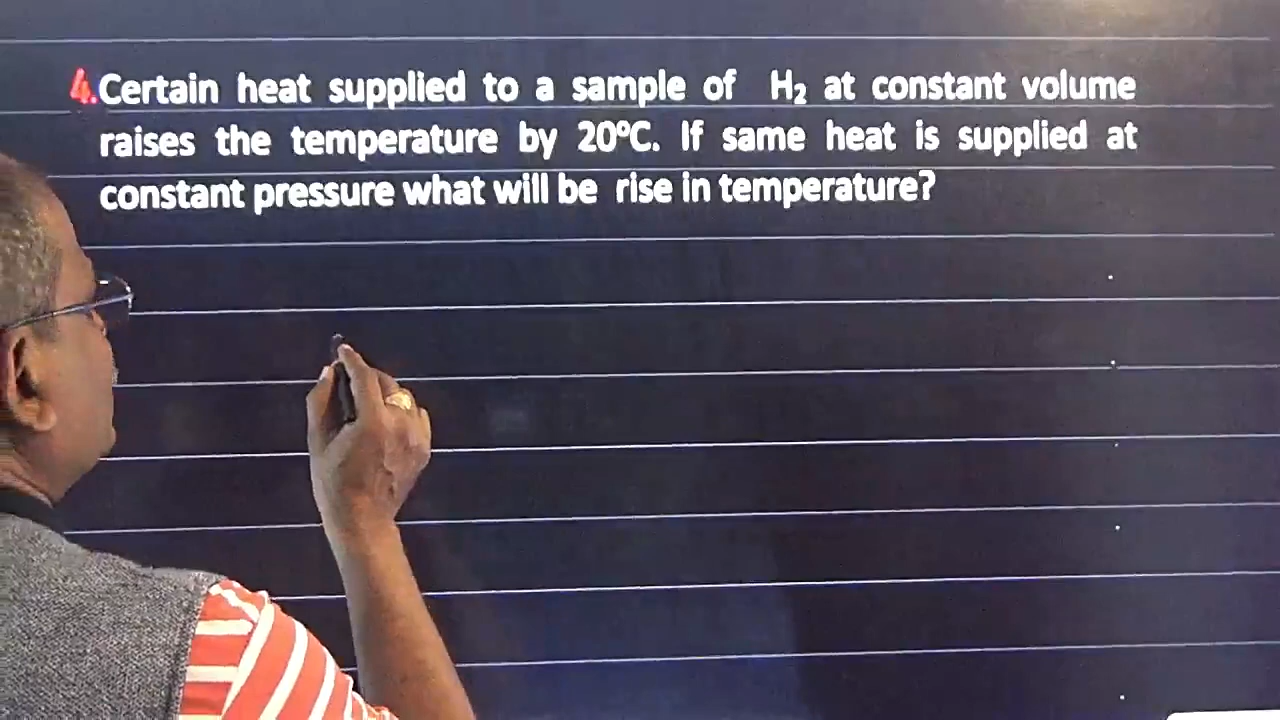 4.Certain heat supplied to a sample of H₂ at constant volume
raises the temperature by 20⁰C. If same heat is supplied at
constant pressure what will be rise in temperature?